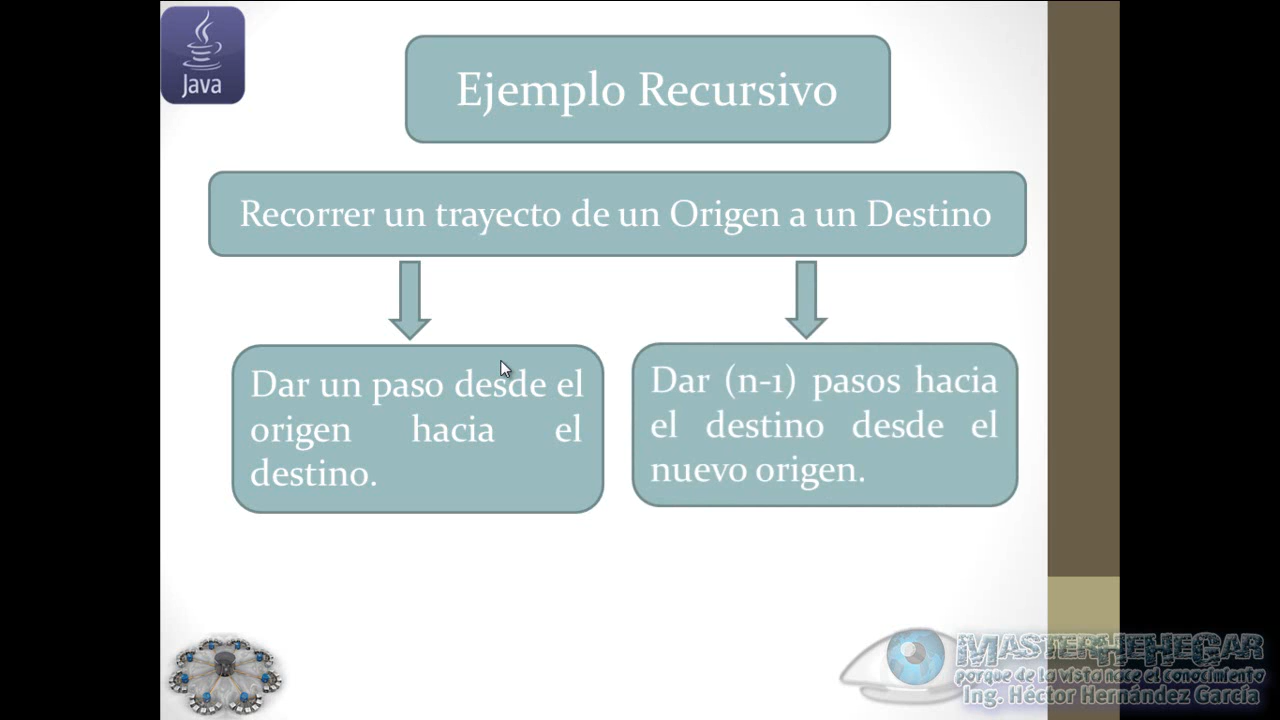 Java
Ejemplo Recursivo
Recorrer un trayecto de un Origen a un Destino
Dar un paso desde el
origen hacia el
destino.
Dar (n-1) pasos hacia
el destino desde el
nuevo origen.
MASTERHEHEGAR
porque de la vista nace el conocimiento
Ing. Héctor Hernández García